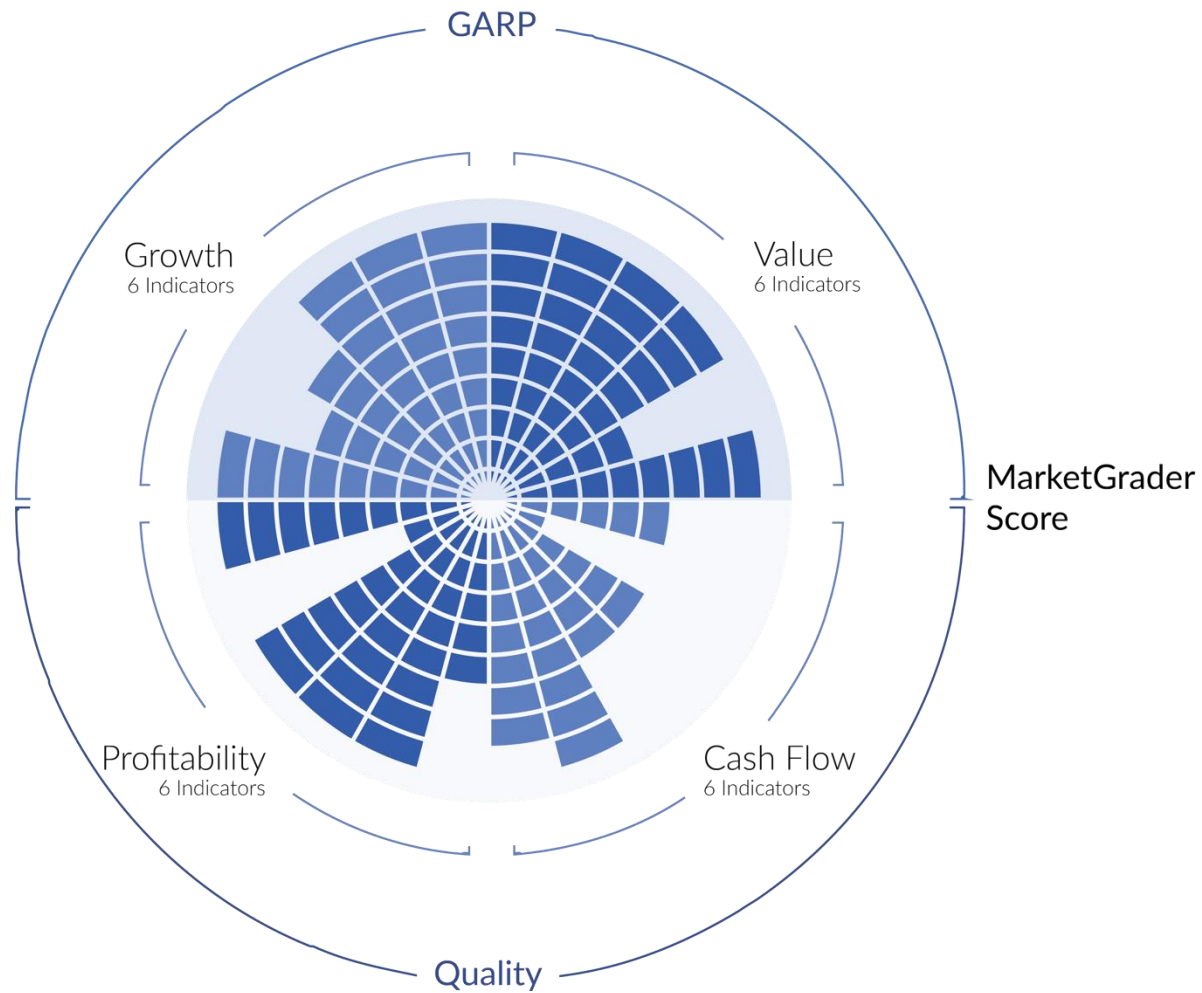 GARP
Growth
6 Indicators
Value
6 Indicators
MarketGrader
Score
Profitability
6 Indicators
Cash Flow
6 Indicators
Quality